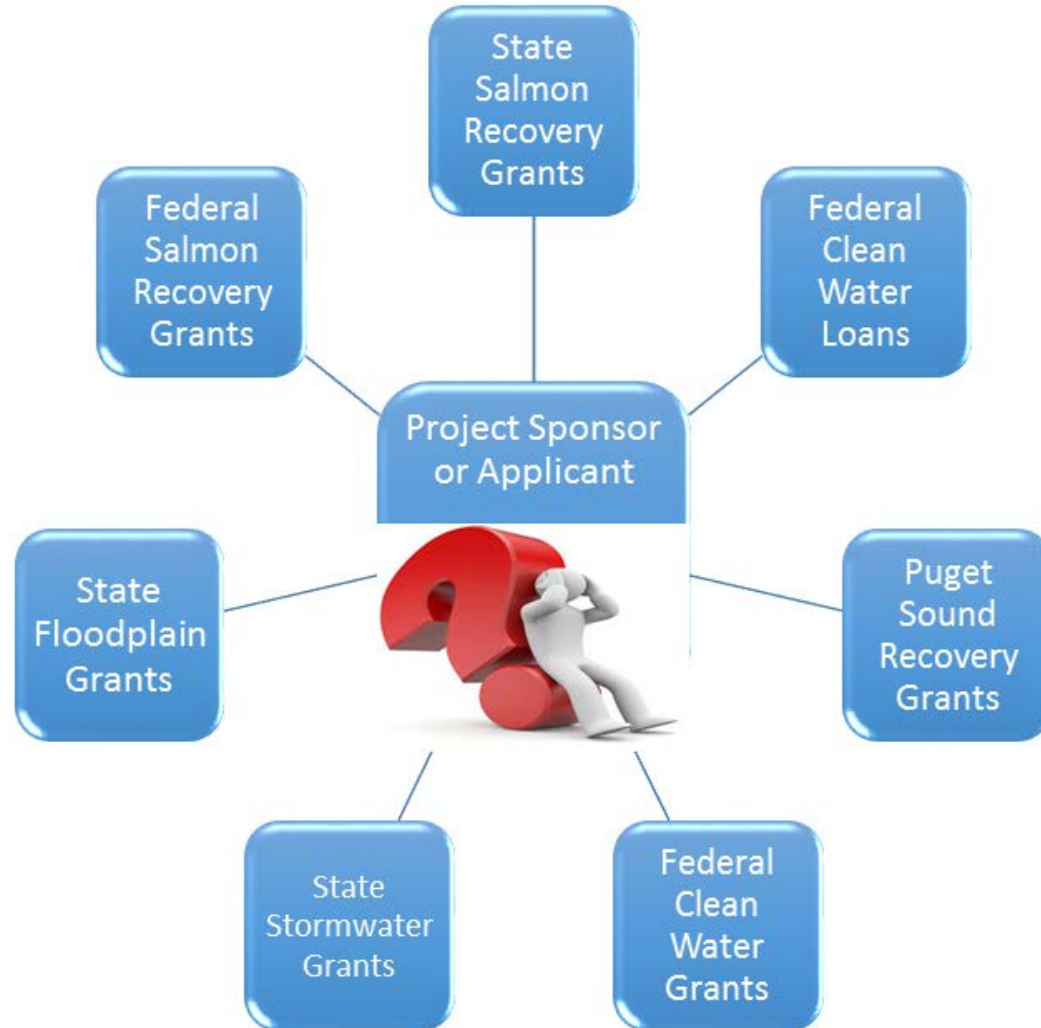 State
Salmon
Recovery
Grants
Federal
Salmon
Recovery
Grants
Federal
Clean
Water
Loans
Project Sponsor
or Applicant
State
Floodplain
Grants
Puget
Sound
Recovery
Grants
State
Stormwater
Grants
Federal
Clean
Water
Grants